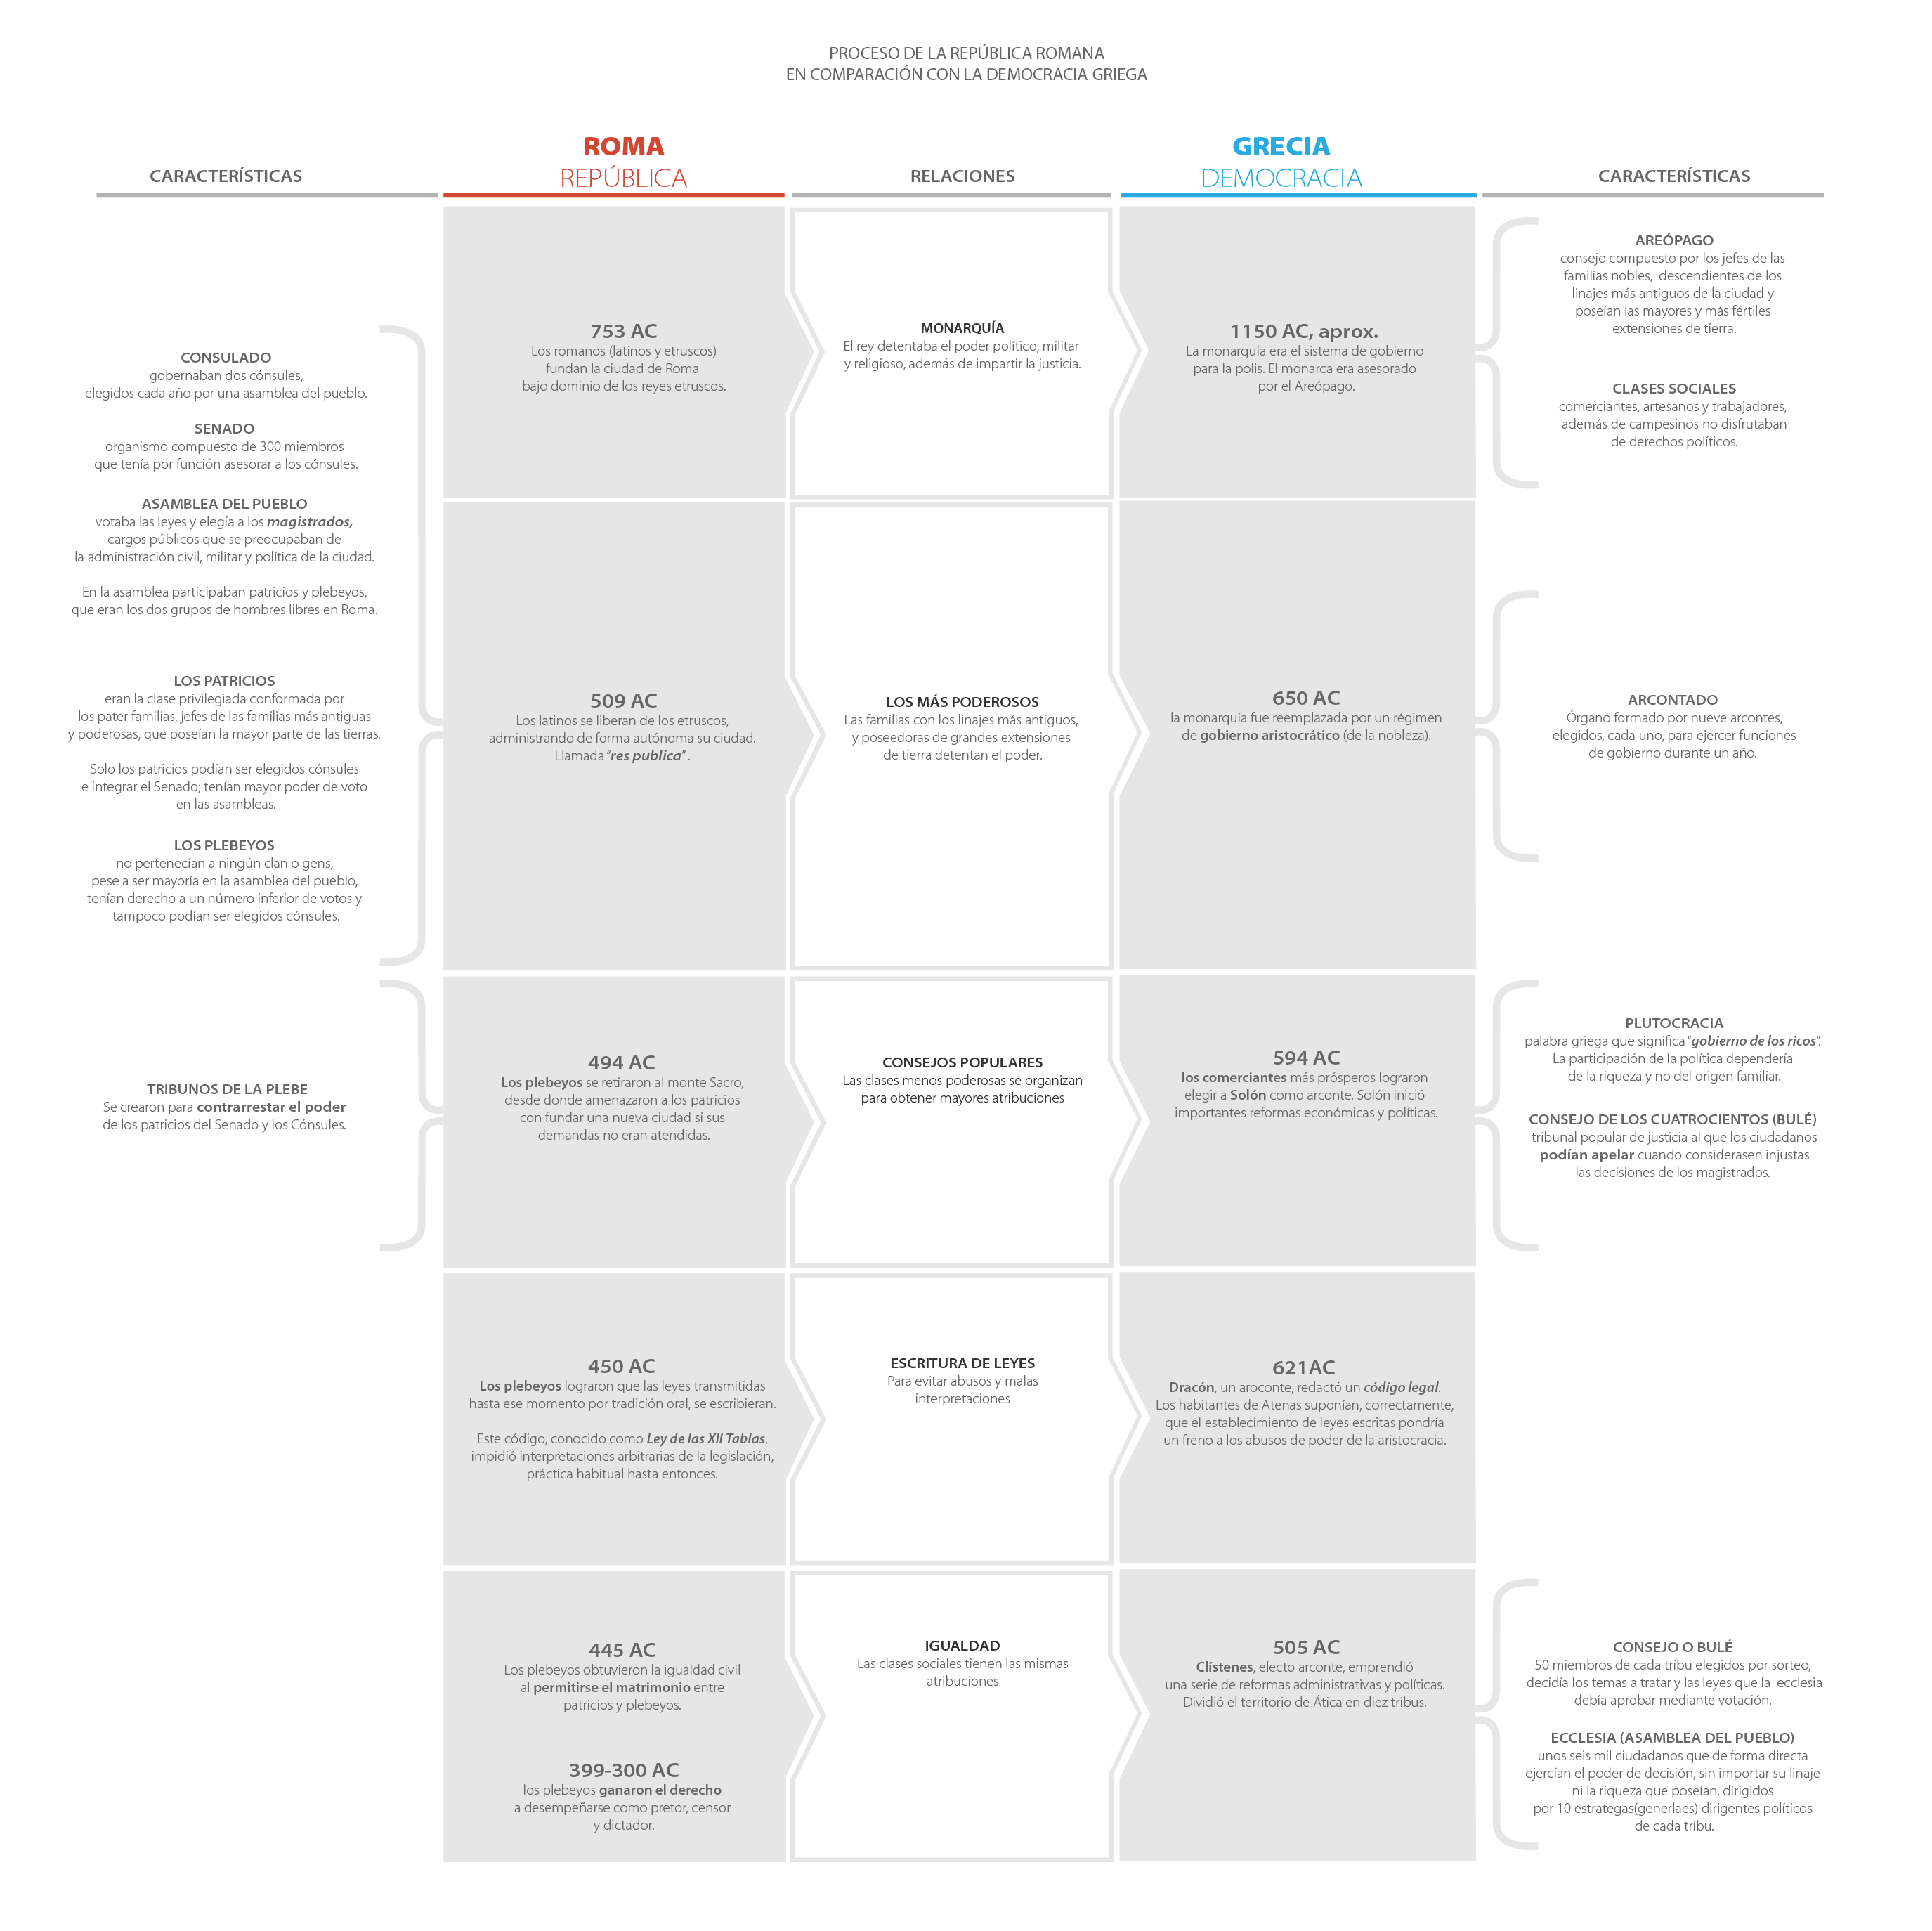 PROCESO DE LA REPÚBLICA ROMANA
EN COMPARACIÓN CON LA DEMOCRACIA GRIEGA
CARACTERÍSTICAS
ROMA
REPÚBLICA
RELACIONES
GRECIA
DEMOCRACIA
CARACTERÍSTICAS
CONSULADO
gobernaban dos cónsules,
elegidos cada año por una asamblea del pueblo.
SENADO
organismo compuesto de 300 miembros
que tenía por función asesorar a los cónsules.
ASAMBLEA DEL PUEBLO
votaba las leyes y elegía a los magistrados,
cargos públicos que se preocupaban de
la administración civil, militar y política de la ciudad.
En la asamblea participaban patricios y plebeyos,
que eran los dos grupos de hombres libres en Roma.
LOS PATRICIOS
eran la clase privilegiada conformada por
los pater familias, jefes de las familias más antiguas
y poderosas, que poseían la mayor parte de las tierras.
Solo los patricios podían ser elegidos cónsules
e integrar el Senado; tenían mayor poder de voto
en las asambleas.
LOS PLEBEYOS
no pertenecían a ningún clan o gens,
pese a ser mayoría en la asamblea del pueblo,
tenían derecho a un número inferior de votos y
tampoco podían ser elegidos cónsules.
TRIBUNOS DE LA PLEBE
Se crearon para contrarrestar el poder
de los patricios del Senado y los Cónsules.
753 AC
Los romanos (latinos y etruscos)
fundan la ciudad de Roma
bajo dominio de los reyes etruscos.
509 AC
Los latinos se liberan de los etruscos,
administrando de forma autónoma su ciudad.
Llamada “res publica” .
494 AC
Los plebeyos se retiraron al monte Sacro,
desde donde amenazaron a los patricios
con fundar una nueva ciudad si sus
demandas no eran atendidas.
450 AC
Los plebeyos lograron que las leyes transmitidas
hasta ese momento por tradición oral, se escribieran.
Este código, conocido como Ley de las XII Tablas,
impidió interpretaciones arbitrarias de la legislación,
práctica habitual hasta entonces.
445 AC
Los plebeyos obtuvieron la igualdad civil
al permitirse el matrimonio entre
patricios y plebeyos.
399-300 AC
los plebeyos ganaron el derecho
a desempeñarse como pretor, censor
y dictador.
MONARQUÍA
El rey detentaba el poder político, militar
y religioso, además de impartir la justicia.
LOS MÁS PODEROSOS
Las familias con los linajes más antiguos,
y poseedoras de grandes extensiones
de tierra detentan el poder.
CONSEJOS POPULARES
Las clases menos poderosas se organizan
para obtener mayores atribuciones
ESCRITURA DE LEYES
Para evitar abusos y malas
interpretaciones
IGUALDAD
Las clases sociales tienen las mismas
atribuciones
1150 AC, aprox.
La monarquía era el sistema de gobierno
para la polis. El monarca era asesorado
por el Areópago.
650 AC
la monarquía fue reemplazada por un régimen
de gobierno aristocrático (de la nobleza).
594 AC
los comerciantes más prósperos lograron
elegir a Solón como arconte. Solón inició
importantes reformas económicas y políticas.
621AC
Dracón, un aroconte, redactó un código legal.
Los habitantes de Atenas suponían, correctamente,
que el establecimiento de leyes escritas pondría
un freno a los abusos de poder de la aristocracia.
505 AC
Clístenes, electo arconte, emprendió
una serie de reformas administrativas y políticas.
Dividió el territorio de Ática en diez tribus.
AREÓPAGO
consejo compuesto por los jefes de las
familias nobles, descendientes de los
linajes más antiguos de la ciudad y
poseían las mayores y más fértiles
extensiones de tierra.
CLASES SOCIALES
comerciantes, artesanos y trabajadores,
además de campesinos no disfrutaban
de derechos políticos.
ARCONTADO
Órgano formado por nueve arcontes,
elegidos, cada uno, para ejercer funciones
de gobierno durante un año.
PLUTOCRACIA
palabra griega que significa “gobierno de los ricos”.
La participación de la política dependería
de la riqueza y no del origen familiar.
CONSEJO DE LOS CUATROCIENTOS (BULÉ)
tribunal popular de justicia al que los ciudadanos
podían apelar cuando considerasen injustas
las decisiones de los magistrados.
CONSEJO O BULÉ
50 miembros de cada tribu elegidos por sorteo,
decidía los temas a tratar y las leyes que la ecclesia
debía aprobar mediante votación.
ECCLESIA (ASAMBLEA DEL PUEBLO)
unos seis mil ciudadanos que de forma directa
ejercían el poder de decisión, sin importar su linaje
ni la riqueza que poseían, dirigidos
por 10 estrategas(generlaes) dirigentes políticos
de cada tribu.